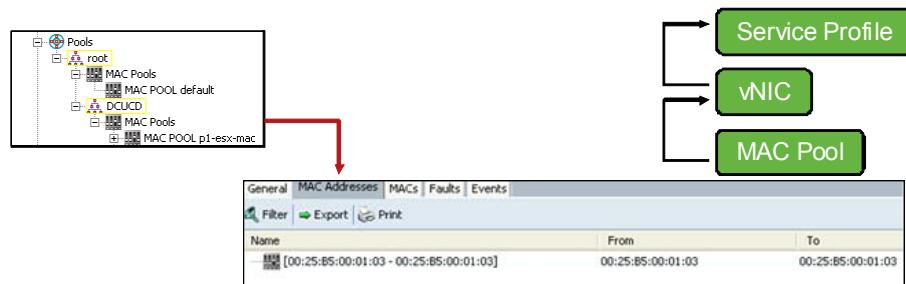 Pools
root
MAC Pools
MAC POOL default
DCUCD
MAC Pools
MAC POOL p1-esx-mac
Service Profile
vNIC
MAC Pool
General MAC Addresses MACs Faults Events
Filter Export Print
Name From To
[00:25:B5:00:01:03 - 00:25:B5:00:01:03] 00:25:B5:00:01:03 00:25:B5:00:01:03